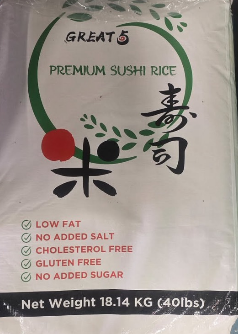 GREAT 5
PREMIUM SUSHI RICE
寿司
米
LOW FAT
NO ADDED SALT
CHOLESTEROL FREE
GLUTEN FREE
NO ADDED SUGAR
Net Weight 18.14 KG (40lbs)